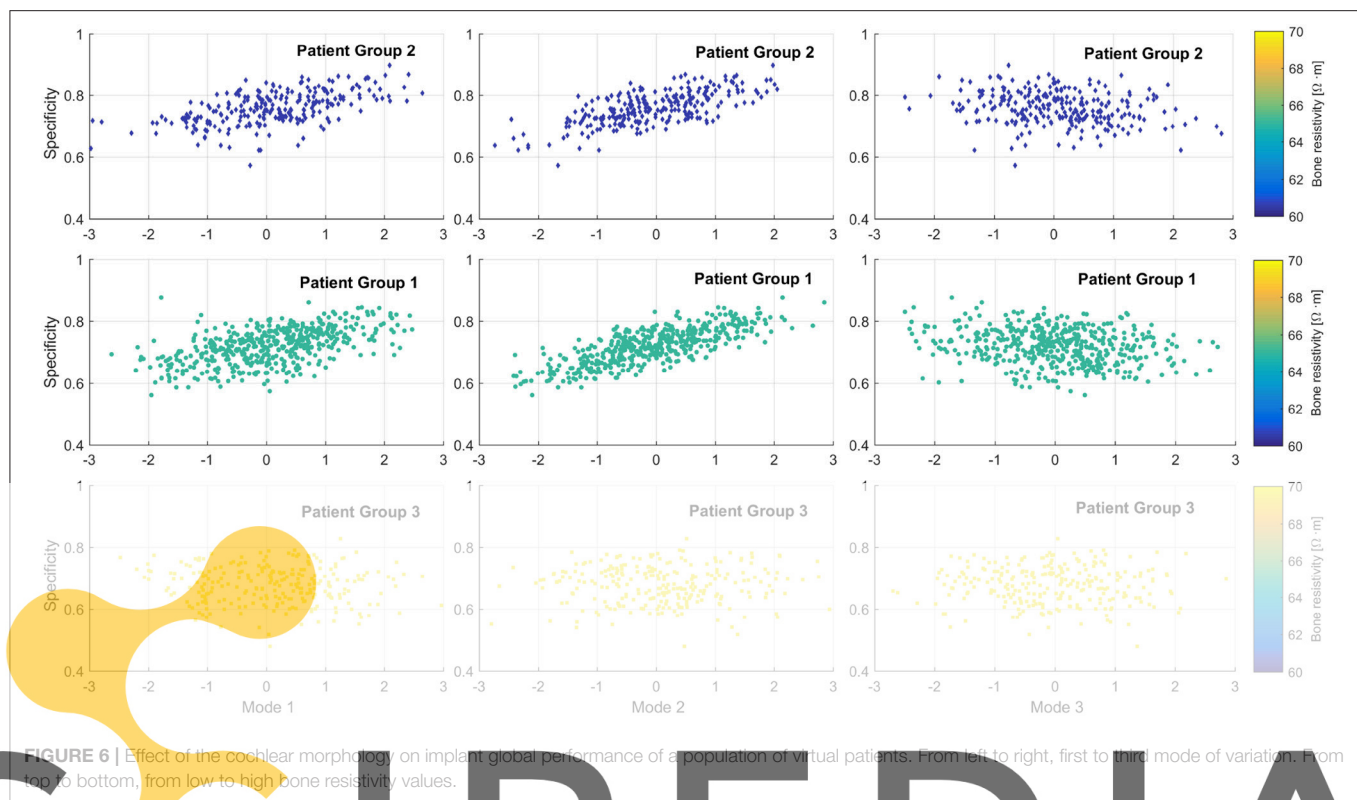 Patient Group 2 Patient Group 2 Patient Group 2
1 1 1 70
0.8 0.8 0.8 68
66
0.6 0.6 0.6 64
62
0.4 0.4 0.4 60
Specificity
Bone resistivity [Ω ·m]
-3 -2 -1 0 1 2 3 -3 -2 -1 0 1 2 3 -3 -2 -1 0 1 2 3
Patient Group 1 Patient Group 1 Patient Group 1
1 1 1 70
0.8 0.8 0.8 68
66
0.6 0.6 0.6 64
62
0.4 0.4 0.4 60
Specificity
Bone resistivity [Ω ·m]
-3 -2 -1 0 1 2 3 -3 -2 -1 0 1 2 3 -3 -2 -1 0 1 2 3
Patient Group 3 Patient Group 3 Patient Group 3
1 1 1 70
0.8 0.8 0.8 68
66
0.6 0.6 0.6 64
62
0.4 0.4 0.4 60
Specificity
Bone resistivity [Ω ·m]
-3 -2 -1 0 1 2 3 -3 -2 -1 0 1 2 3 -3 -2 -1 0 1 2 3
Mode 1 Mode 2 Mode 3
FIGURE 6 | Effect of the cochlear morphology on implant global performance of a population of virtual patients. From left to right, first to third mode of variation. From
top to bottom, from low to high bone resistivity values.